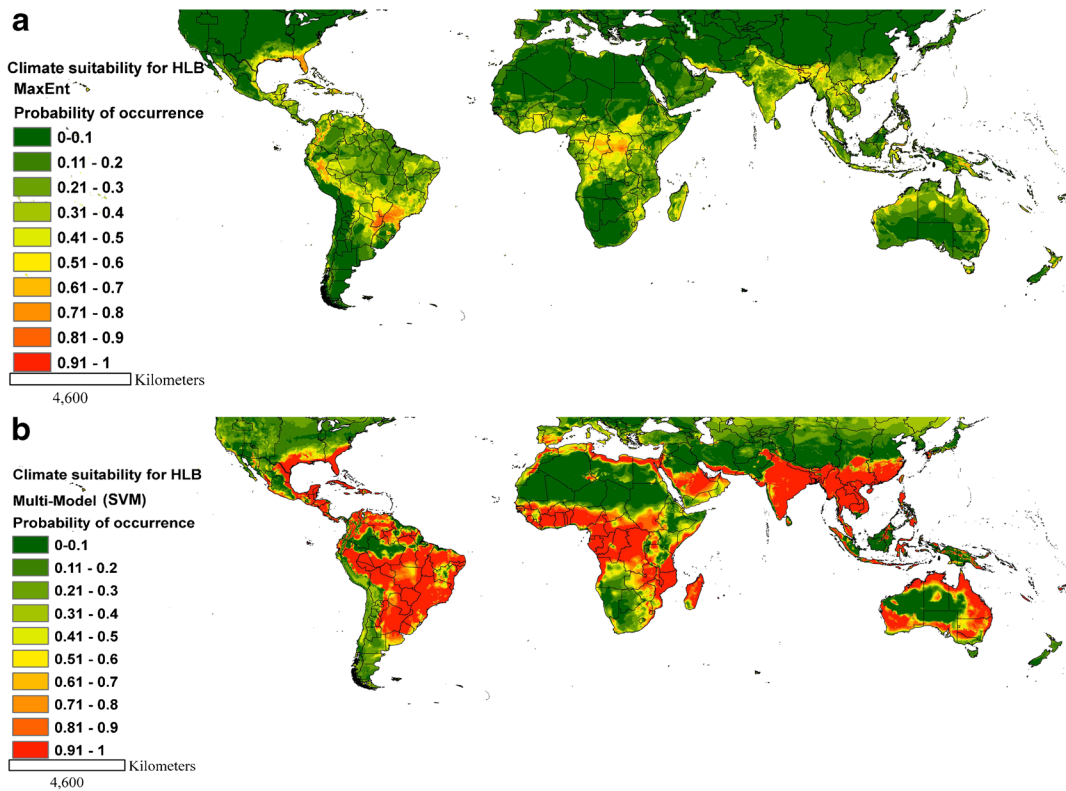 a
Climate suitability for HLB
MaxEnt
Probability of occurrence
0-0.1
0.11 - 0.2
0.21 - 0.3
0.31 - 0.4
0.41 - 0.5
0.51 - 0.6
0.61 - 0.7
0.71 - 0.8
0.81 - 0.9
0.91 - 1
Kilometers
4,600
b
Climate suitability for HLB
Multi-Model (SVM)
Probability of occurrence
0-0.1
0.11 - 0.2
0.21 - 0.3
0.31 - 0.4
0.41 - 0.5
0.51 - 0.6
0.61 - 0.7
0.71 - 0.8
0.81 - 0.9
0.91 - 1
Kilometers
4,600